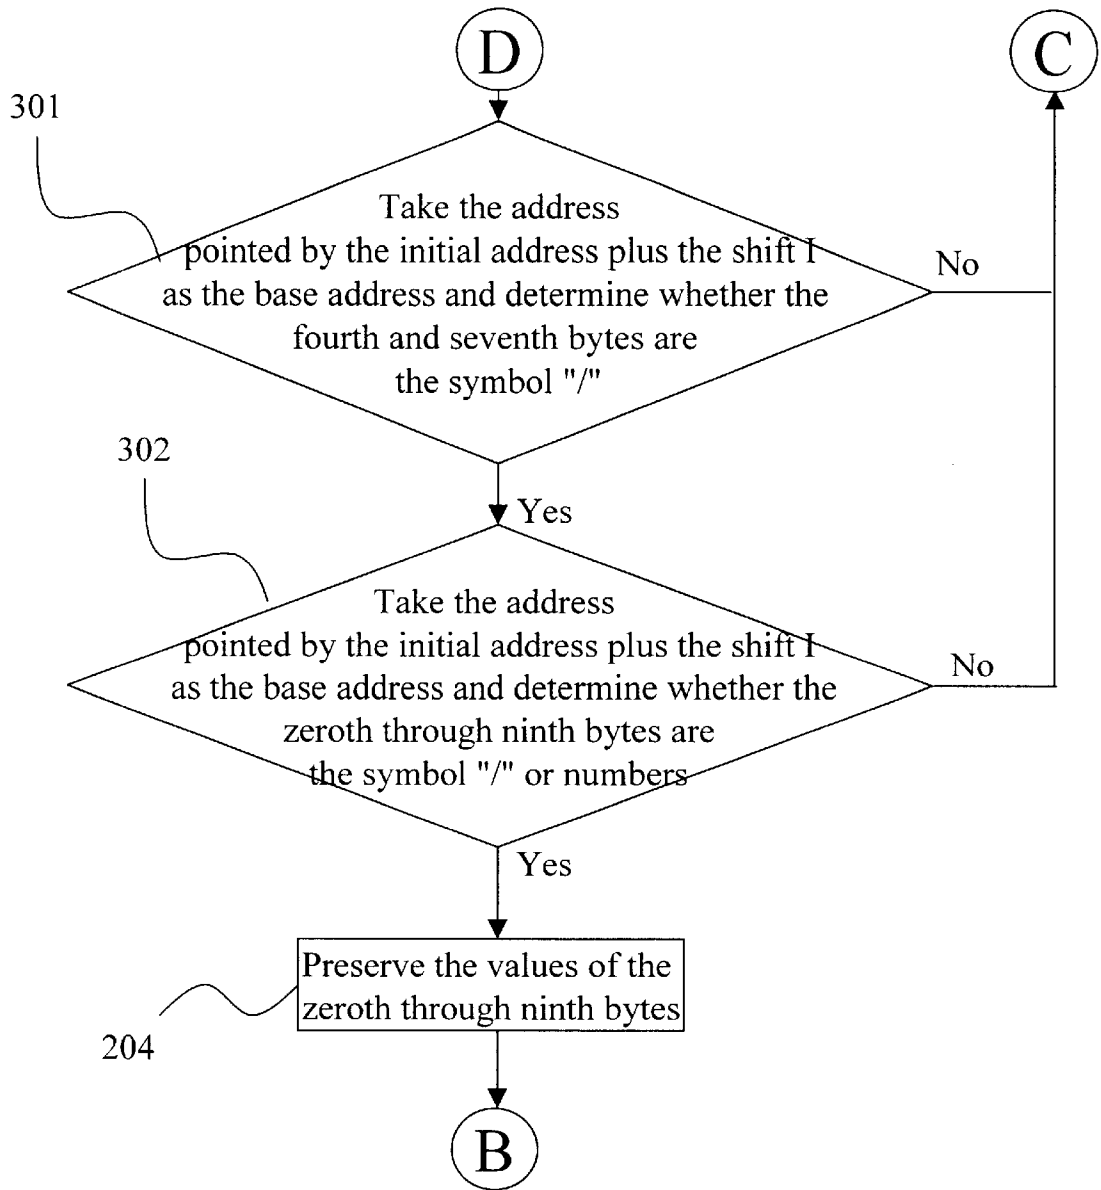 D
C
301
Take the address
pointed by the initial address plus the shift I
as the base address and determine whether the
fourth and seventh bytes are
the symbol "/"
No
302
Yes
Take the address
pointed by the initial address plus the shift I
as the base address and determine whether the
zeroth through ninth bytes are
the symbol "/" or numbers
No
Yes
Preserve the values of the
zeroth through ninth bytes
204
B